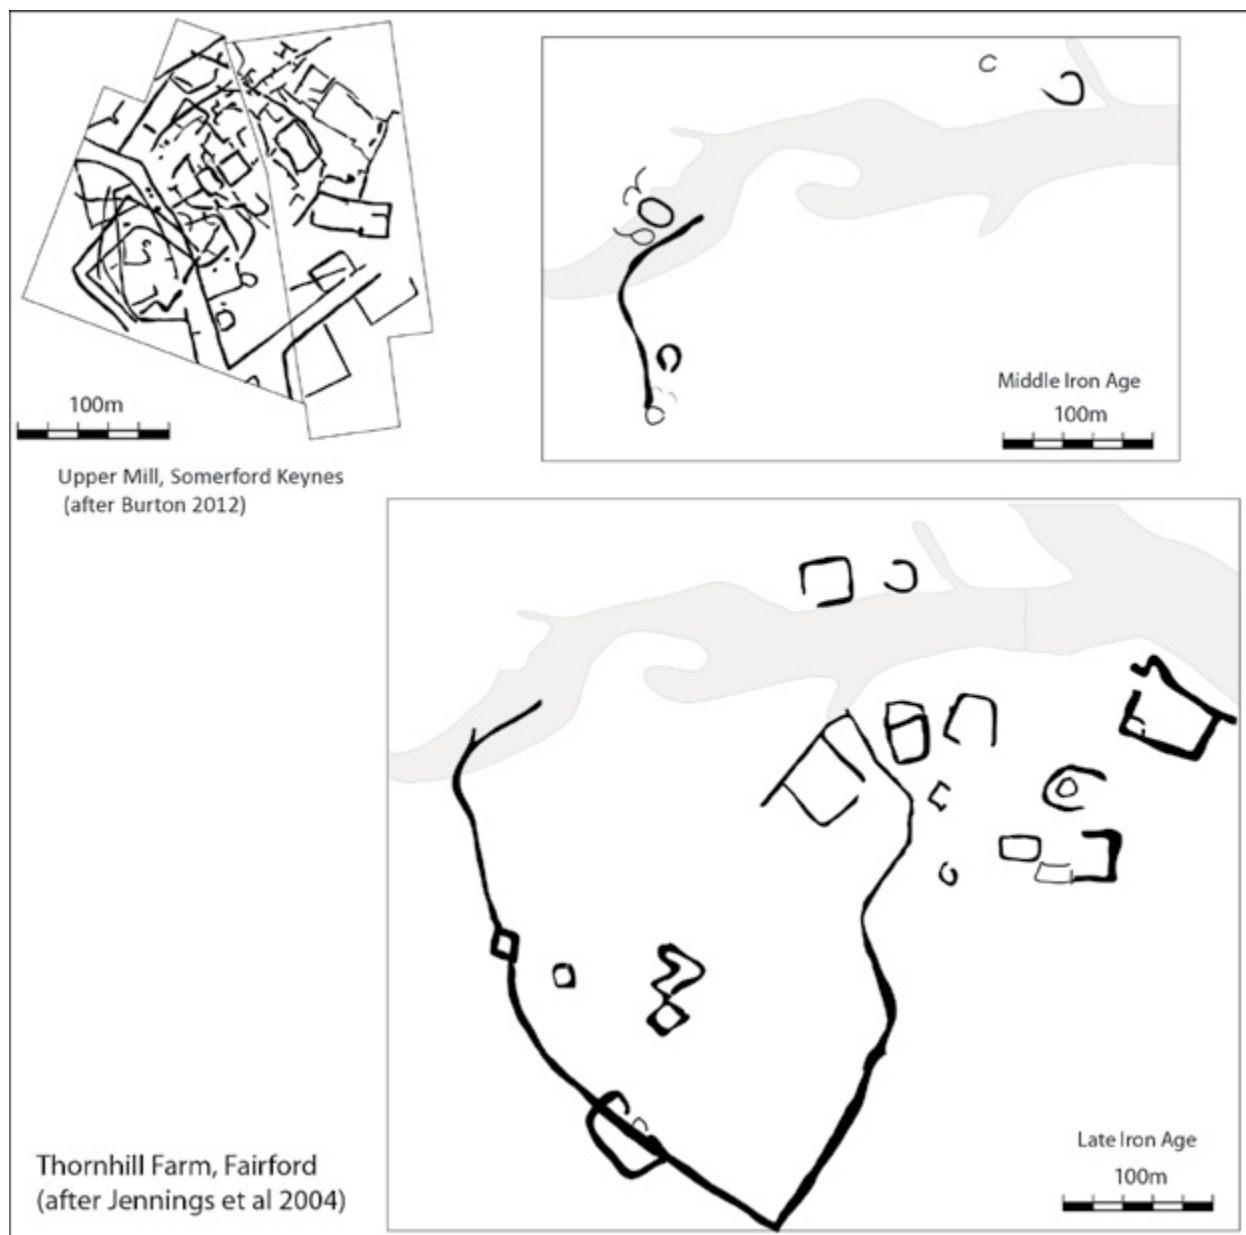 100m
Upper Mill, Somerford Keynes
(after Burton 2012)
Middle Iron Age
100m
Late Iron Age
100m
Thornhill Farm, Fairford
(after Jennings et al 2004)